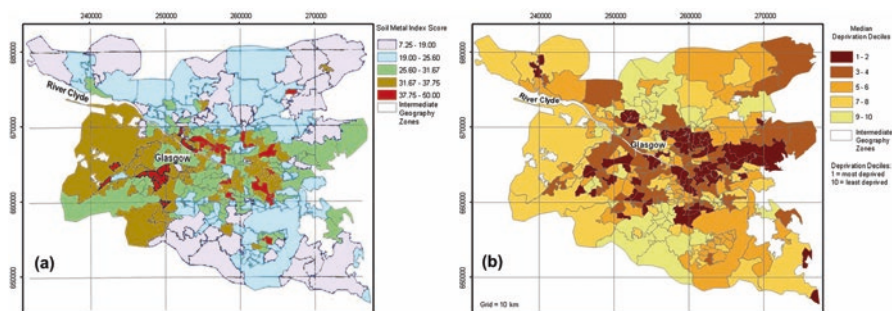 240000 250000 260000 270000
Soil Metal Index Score
7.25 - 19.00
19.00 - 25.60
25.60 - 31.67
31.67 - 37.75
37.75 - 50.00
Intermediate
Geography
Zones
680000
River Clyde
670000
Glasgow
660000
650000
(a)
240000 250000 260000 270000
Median
Deprivation Deciles
1 - 2
3 - 4
5 - 6
7 - 8
9 - 10
Intermediate
Geography
Zones
Deprivation Deciles:
1 = most deprived
10 = least deprived
680000
River Clyde
670000
Glasgow
660000
650000
(b)
Grid = 10 km